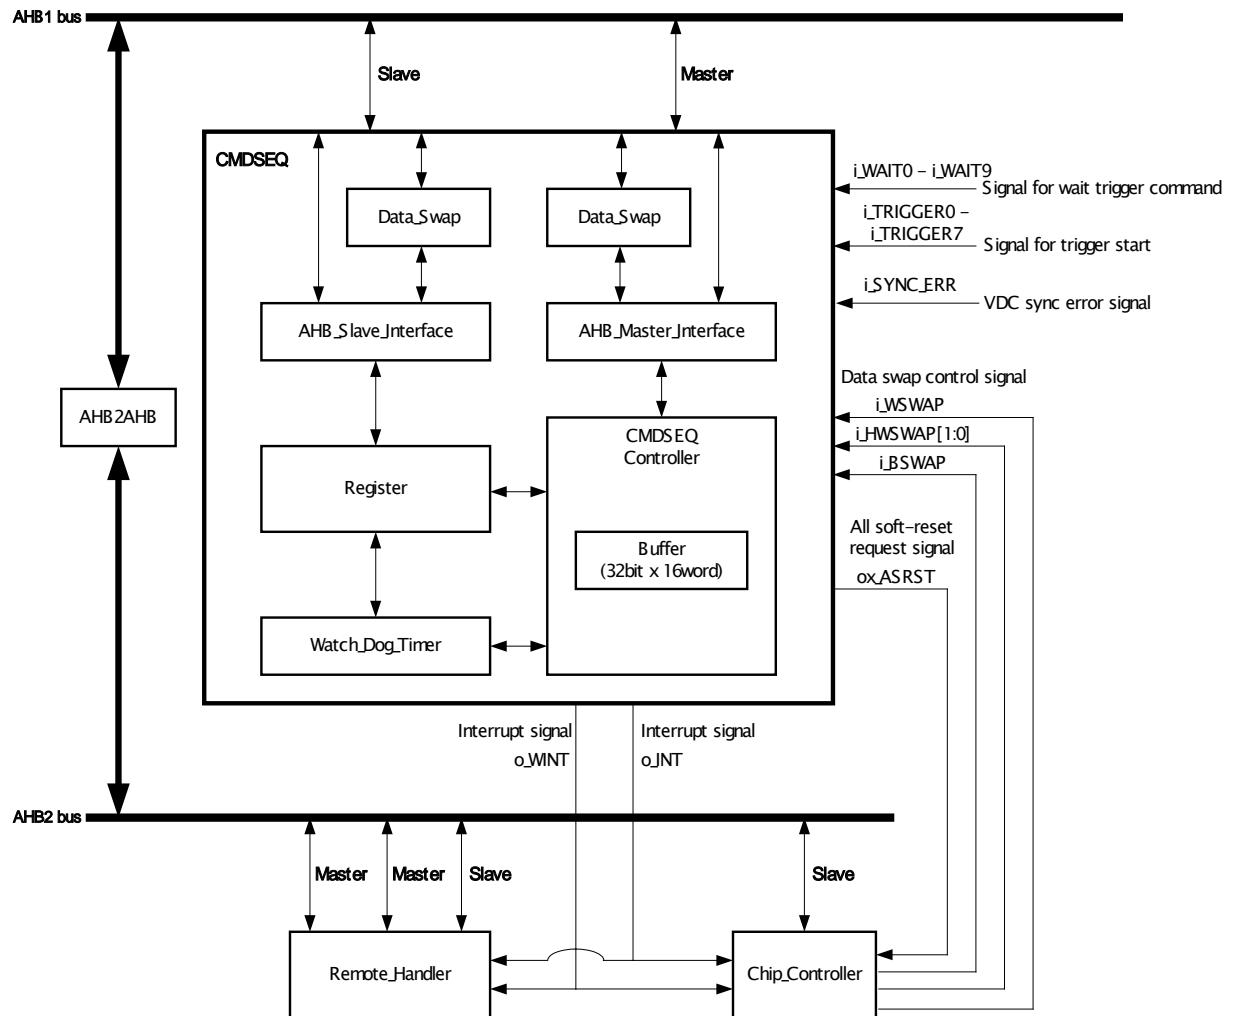 AHB1 bus
Slave
Master
CMDSEQ
i_WAIT0 – i_WAIT9
Signal for wait trigger command
Data_Swap
Data_Swap
i_TRIGGER0 –
i_TRIGGER7
Signal for trigger start
i_SYNC_ERR
VDC sync error signal
AHB_Slave_Interface
AHB_Master_Interface
Data swap control signal
i_WSWAP
AHB2AHB
i_HWSWAP[1:0]
CMDSEQ
Controller
i_BSWAP
Register
All soft-reset
request signal
Buffer
(32bit x 16word)
ox_ASRST
Watch_Dog_Timer
Interrupt signal
o_WINT
Interrupt signal
o_INT
AHB2 bus
Master
Master
Slave
Slave
Remote_Handler
Chip_Controller